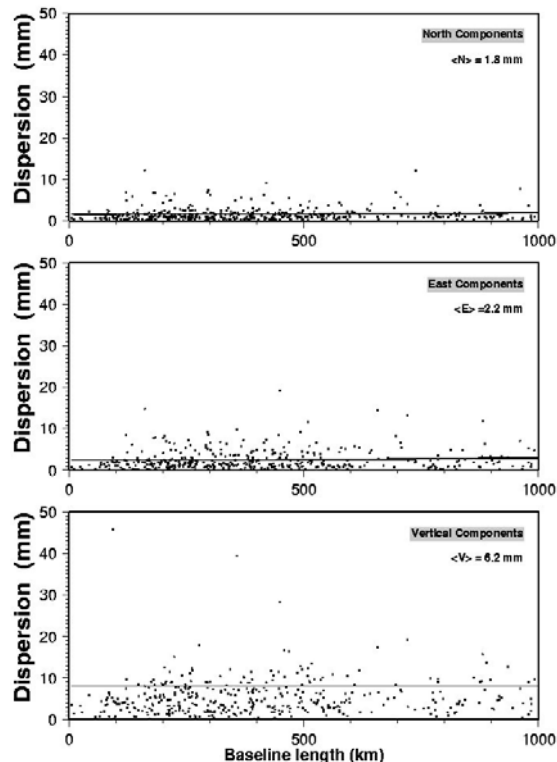 50
40
30
20
10
0
Dispersion (mm)
North Components
<N> = 1.8 mm
0
500
1000
50
40
30
20
10
0
Dispersion (mm)
East Components
<E> =2.2 mm
0
500
1000
50
40
30
20
10
0
Dispersion (mm)
Vertical Components
<V> = 6.2 mm
0
500
1000
Baseline length (km)